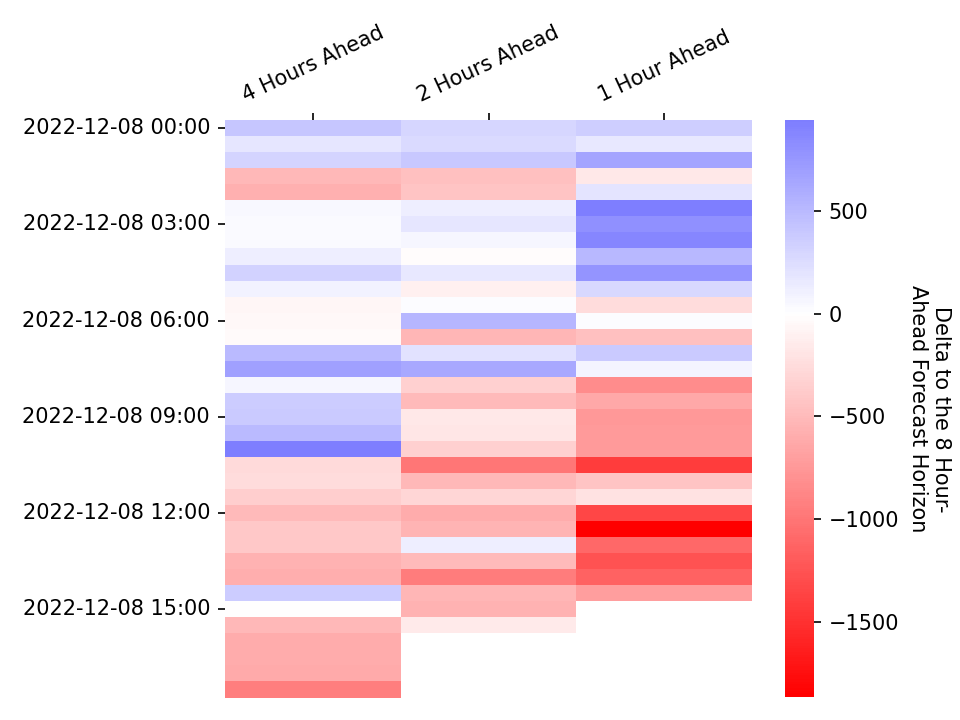 4 Hours Ahead
2 Hours Ahead
1 Hour Ahead
2022-12-08 00:00
2022-12-08 03:00
2022-12-08 06:00
2022-12-08 09:00
2022-12-08 12:00
2022-12-08 15:00
500
0
−500
−1000
−1500
Delta to the 8 Hour-
Ahead Forecast Horizon